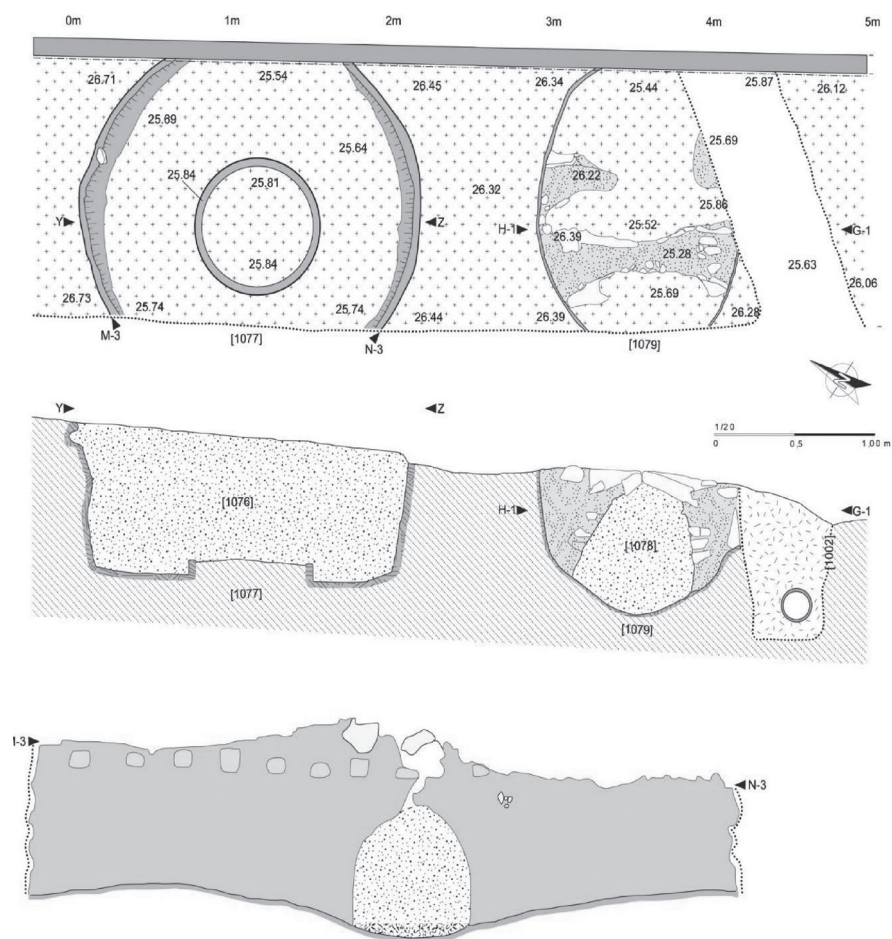 0m 1m 2m 3m 4m 5m
26.71 25.54 26.45 26.34 25.44 25.87 26.12
25.69 25.64 25.69
25.84 25.81 26.32 26.22 25.86
Y Z H-1 25.52 G-1
26.39 25.28 25.63
25.84 25.69 26.06
26.73 25.74 25.74 26.44 26.39 26.28
M-3 [1077] N-3 [1079]
Y Z
1/20
0 0,5 1,00 m
[1076] H-1 [1078] [1002] G-1
[1077] [1079]
I-3
N-3